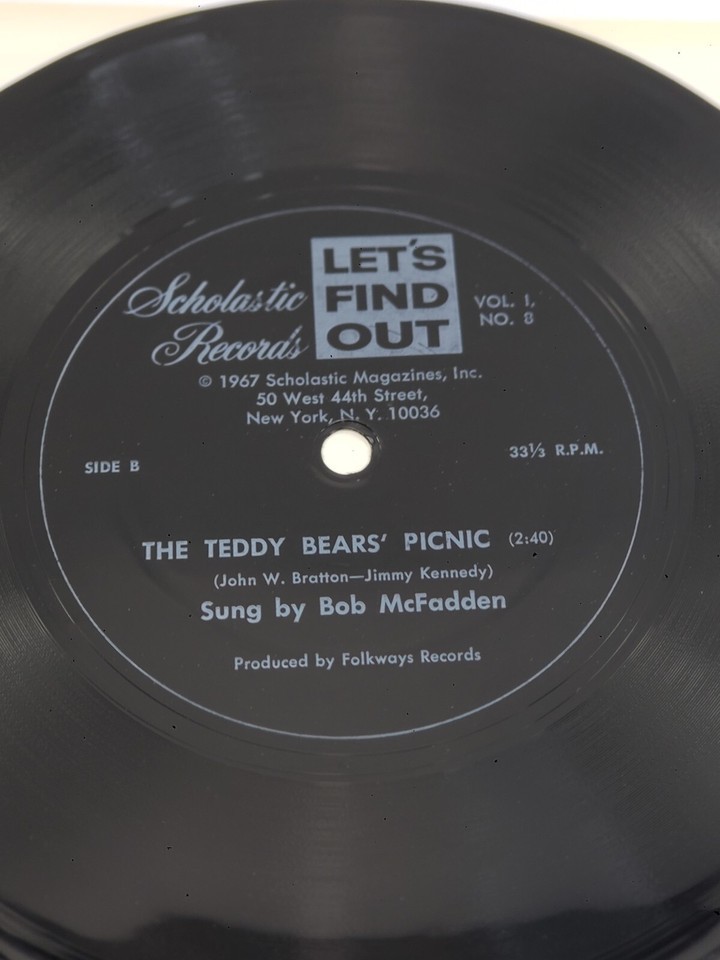 Scholastic Records
LET'S FIND OUT
VOL. 1, NO. 8
© 1967 Scholastic Magazines, Inc.
50 West 44th Street,
New York, N. Y. 10036
SIDE B
33⅓ R.P.M.
THE TEDDY BEARS' PICNIC (2:40)
(John W. Bratton—Jimmy Kennedy)
Sung by Bob McFadden
Produced by Folkways Records